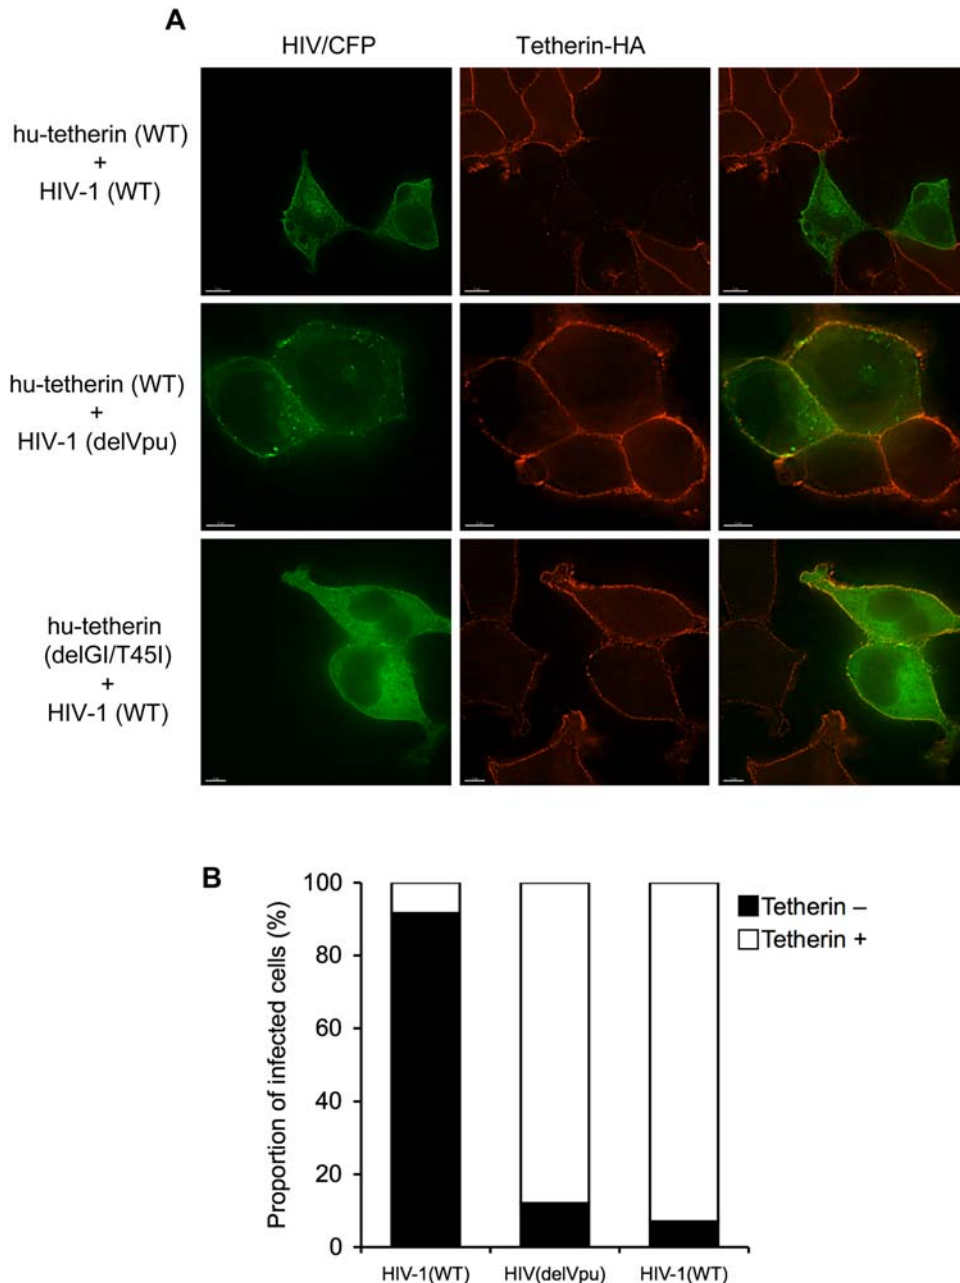 A
HIV/CFP
Tetherin-HA
hu-tetherin (WT)
+
HIV-1 (WT)
hu-tetherin (WT)
+
HIV-1 (delVpu)
hu-tetherin
(delGI/T45I)
+
HIV-1 (WT)
B
Proportion of infected cells (%)
100
80
60
40
20
0
Tetherin –
Tetherin +
HIV-1(WT)
HIV(delVpu)
HIV-1(WT)